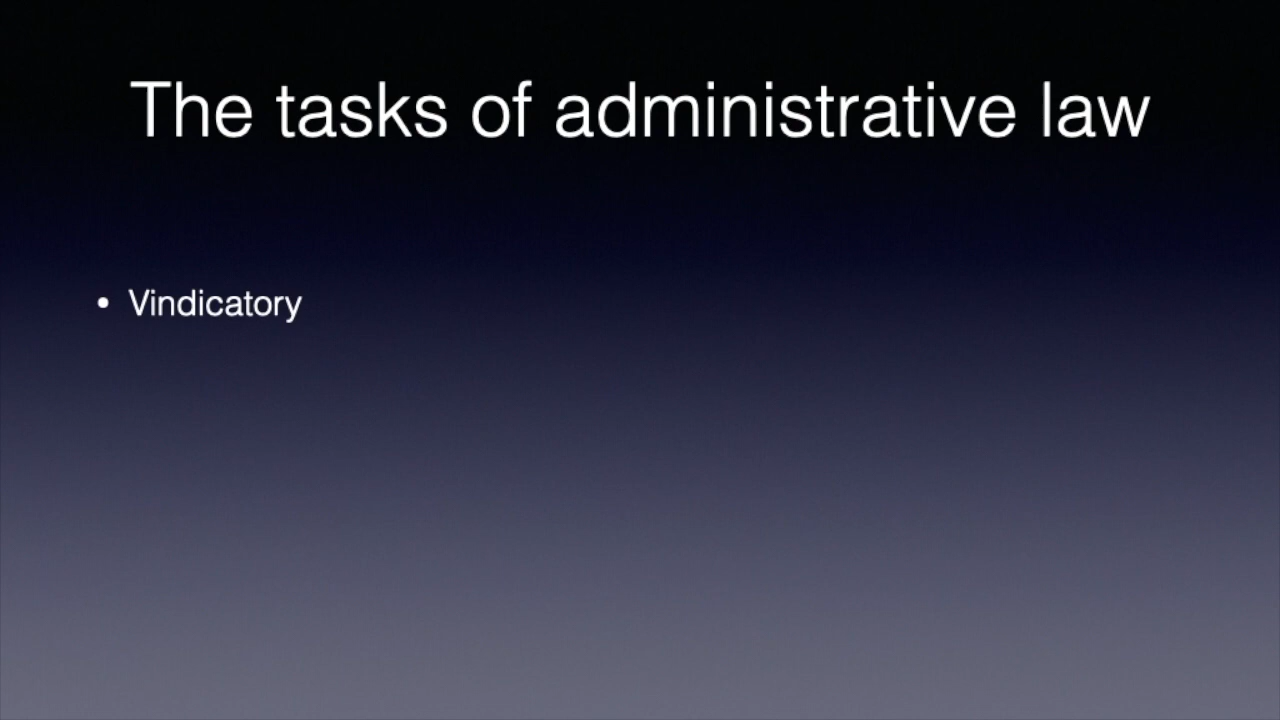 The tasks of administrative law
• Vindicatory